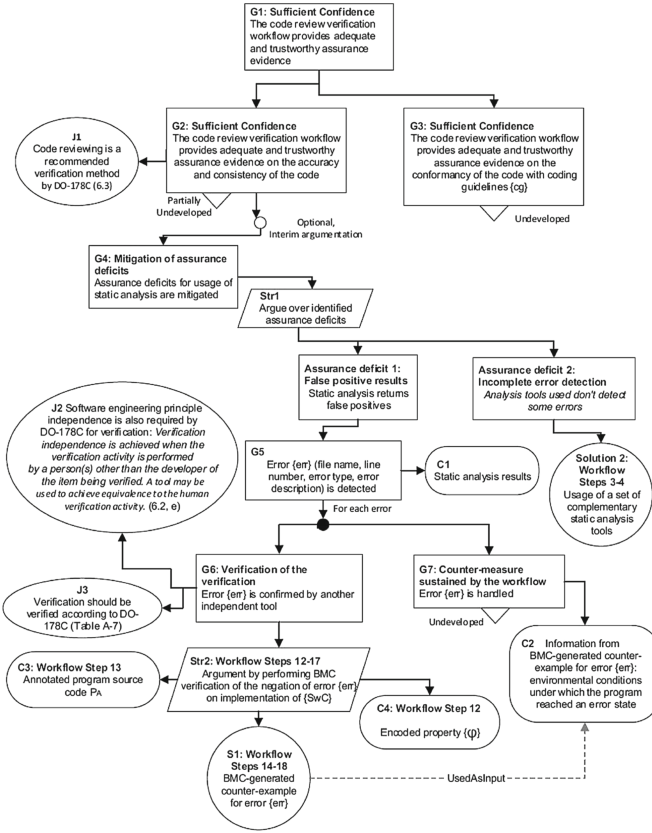 G1: Sufficient Confidence
The code review verification
workflow provides adequate
and trustworthy assurance
evidence
G2: Sufficient Confidence
The code review verification workflow
provides adequate and trustworthy
assurance evidence on the accuracy
and consistency of the code
G3: Sufficient Confidence
The code review verification workflow
provides adequate and trustworthy
assurance evidence on the
conformancy of the code with coding
guidelines {cg}
J1
Code reviewing is a
recommended
verification method
by DO-178C (6.3)
Partially
Undeveloped
Undeveloped
Optional,
Interim argumentation
G4: Mitigation of assurance
deficits
Assurance deficits for usage of
static analysis are mitigated
Str1
Argue over identified
assurance deficits
Assurance deficit 1:
False positive results
Static analysis returns
false positives
Assurance deficit 2:
Incomplete error detection
Analysis tools used don't detect
some errors
J2 Software engineering principle
independence is also required by
DO-178C for verification: Verification
independence is achieved when the
verification activity is performed
by a person(s) other than the developer of
the item being verified. A tool may
be used to achieve equivalence to the human
verification activity. (6.2, e)
G5
Error {err} (file name, line
number, error type, error
description) is detected
C1
Static analysis results
Solution 2:
Workflow
Steps 3-4
Usage of a set of
complementary
static analysis
tools
For each error
G6: Verification of the
verification
Error {err} is confirmed by another
independent tool
G7: Counter-measure
sustained by the workflow
Error {err} is handled
Undeveloped
J3
Verification should be
verified according to DO-
178C (Table A-7)
C3: Workflow Step 13
Annotated program source
code PA
Str2: Workflow Steps 12-17
Argument by performing BMC
verification of the negation of error {err}
on implementation of {SwC}
C2 Information from
BMC-generated counter-
example for error {err}:
environmental conditions
under which the program
reached an error state
C4: Workflow Step 12
Encoded property {φ}
S1: Workflow
Steps 14-18
BMC-generated
counter-example
for error {err}
UsedAsInput